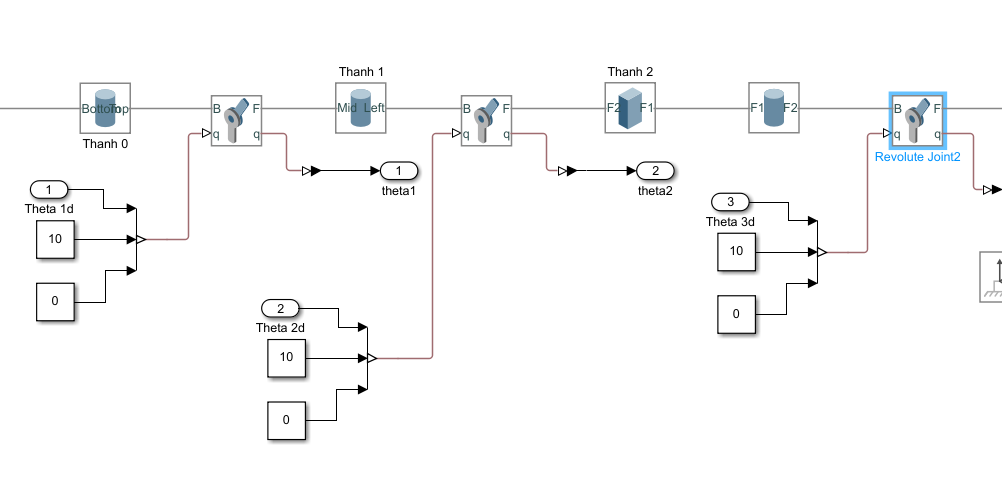 Thanh 1
Thanh 2
Bottom Top
B F
Mid Left
B F
F2 F1
F1 F2
B F
q q
q q
q q
Thanh 0
Revolute Joint2
1
theta1
2
theta2
1
Theta 1d
10
0
3
Theta 3d
10
0
2
Theta 2d
10
0